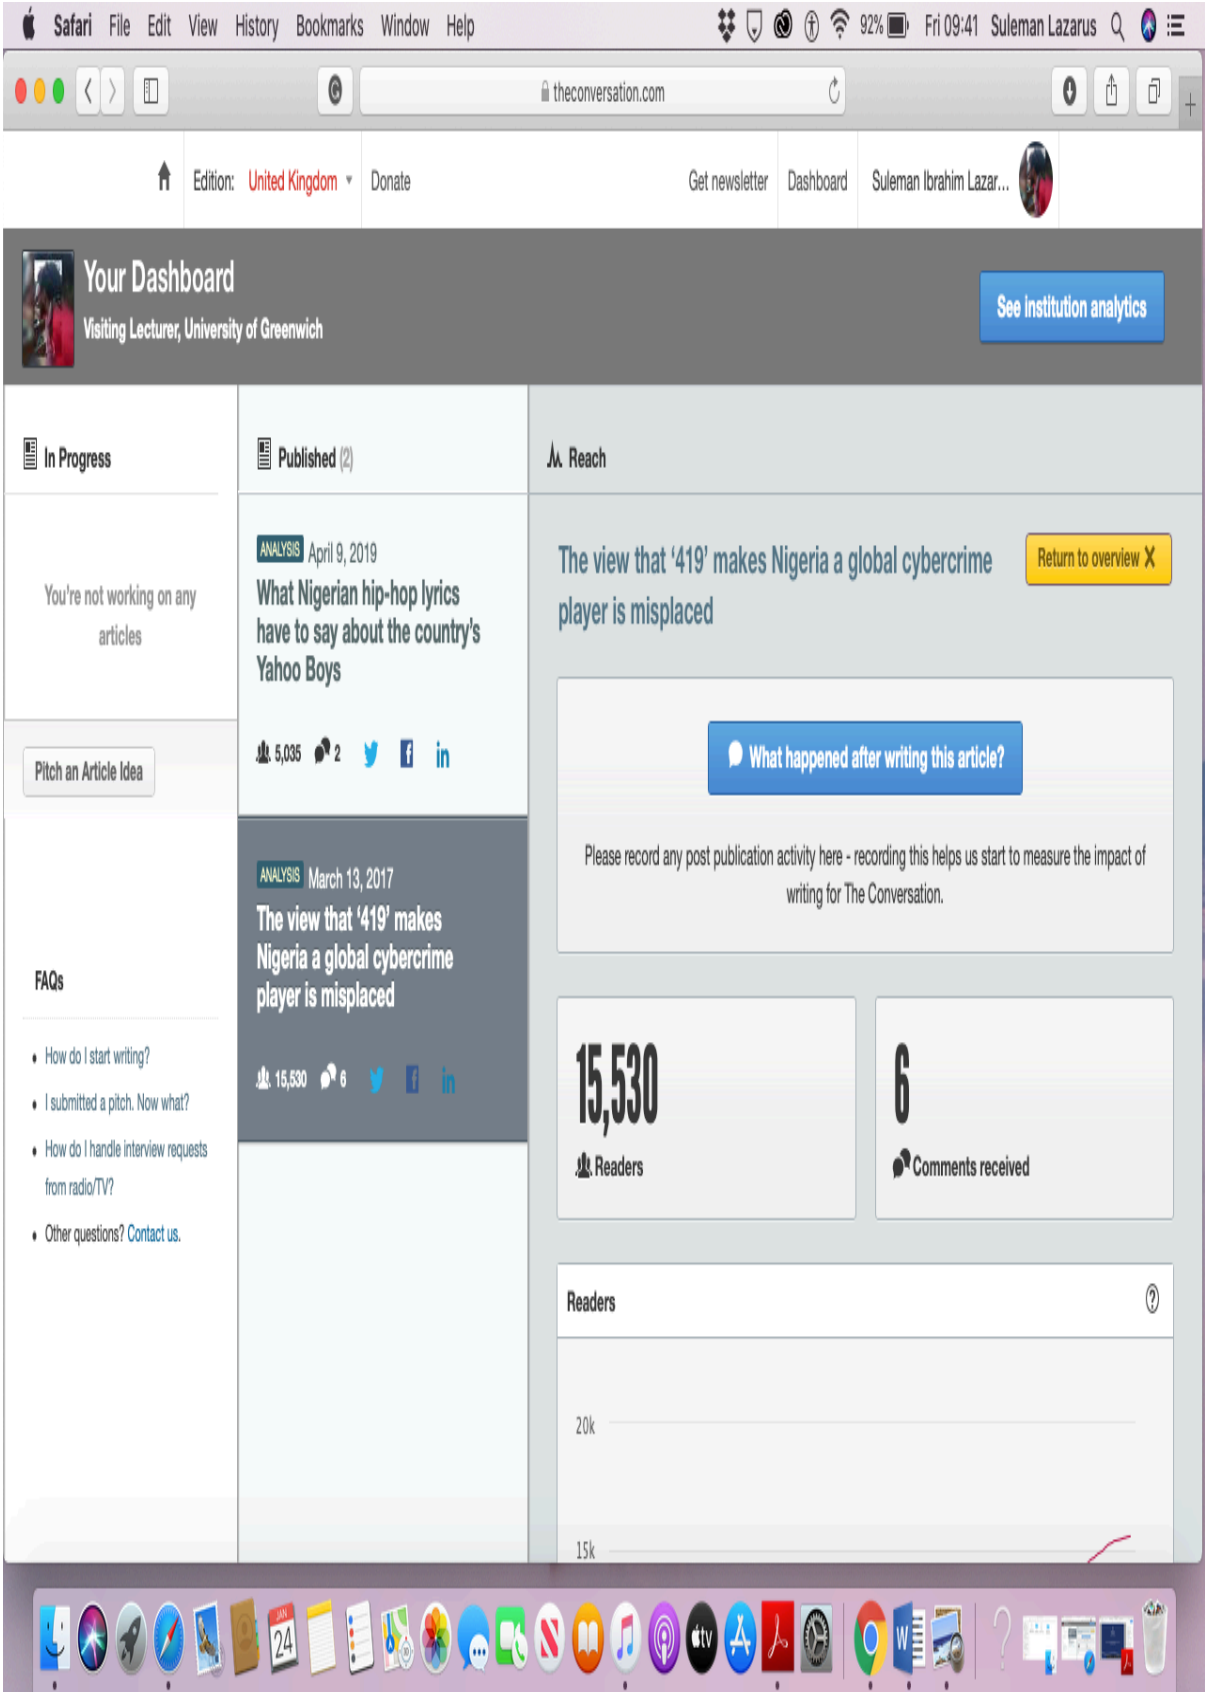 Safari File Edit View History Bookmarks Window Help 92% Fri 09:41 Suleman Lazarus
theconversation.com
Edition: United Kingdom Donate Get newsletter Dashboard Suleman Ibrahim Lazar...
Your Dashboard
Visiting Lecturer, University of Greenwich
See institution analytics
In Progress
You're not working on any
articles
Pitch an Article Idea
FAQs
• How do I start writing?
• I submitted a pitch. Now what?
• How do I handle interview requests
from radio/TV?
• Other questions? Contact us.
Published (2)
ANALYSIS April 9, 2019
What Nigerian hip-hop lyrics
have to say about the country's
Yahoo Boys
5,035 2
ANALYSIS March 13, 2017
The view that ‘419’ makes
Nigeria a global cybercrime
player is misplaced
15,530 6
Reach
The view that ‘419’ makes Nigeria a global cybercrime
player is misplaced
Return to overview X
What happened after writing this article?
Please record any post publication activity here - recording this helps us start to measure the impact of
writing for The Conversation.
15,530
Readers
6
Comments received
Readers
20k
15k
JAN
24
tv